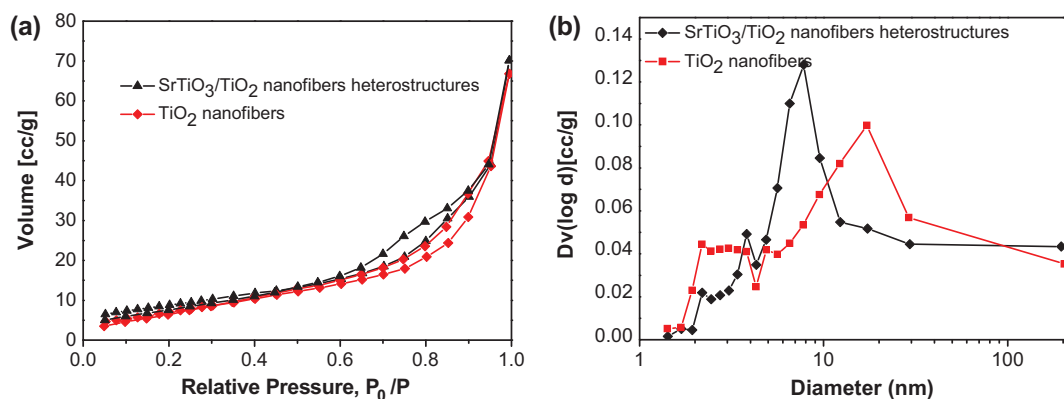 (a)
80
70
60
50
40
30
20
10
0
Volume [cc/g]
SrTiO3/TiO2 nanofibers heterostructures
TiO2 nanofibers
0.0 0.2 0.4 0.6 0.8 1.0
Relative Pressure, P0 /P
(b)
0.14
0.12
0.10
0.08
0.06
0.04
0.02
0.00
Dv(log d)[cc/g]
SrTiO3/TiO2 nanofibers heterostructures
TiO2 nanofibers
1 10 100
Diameter (nm)